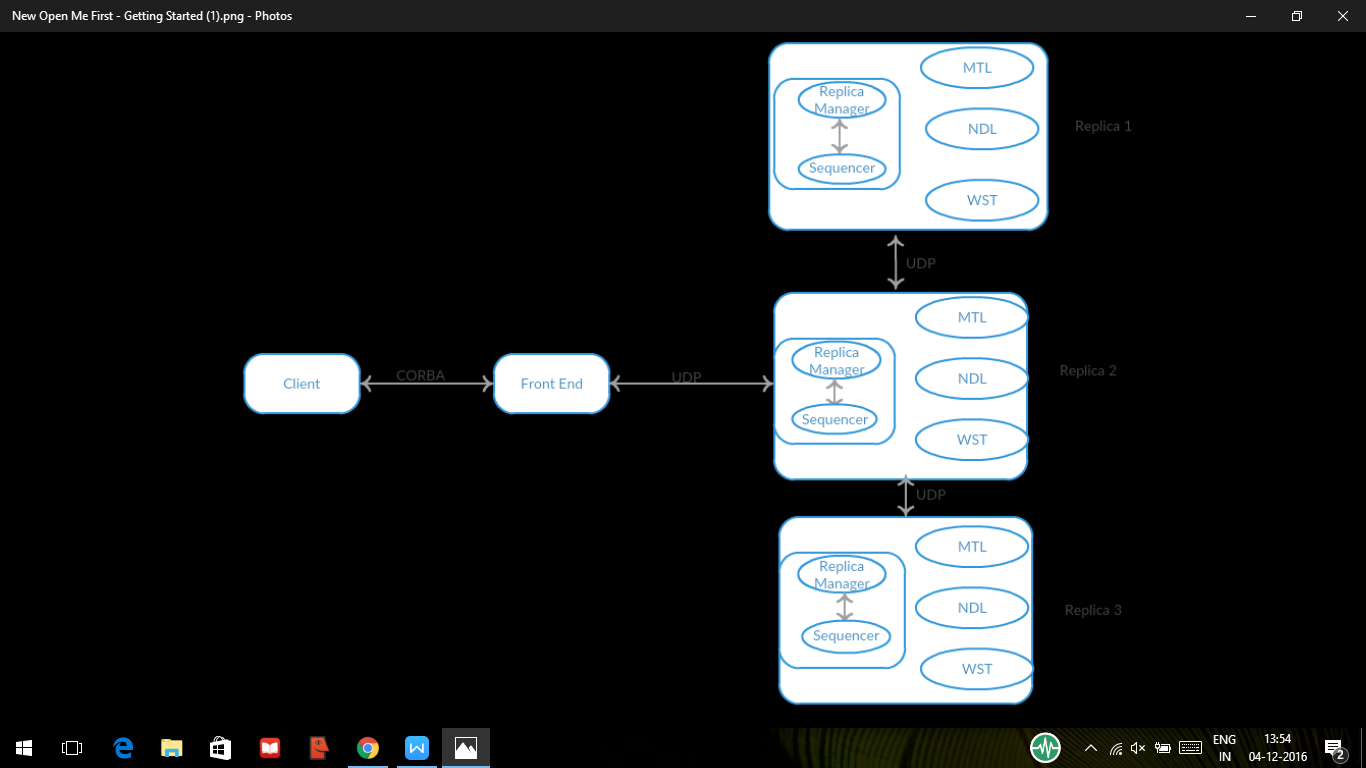 New Open Me First - Getting Started (1).png - Photos
MTL
Replica
Manager
NDL
Replica 1
Sequencer
WST
UDP
MTL
Replica
Manager
Replica 2
Client
CORBA
Front End
UDP
NDL
Sequencer
WST
UDP
MTL
Replica
Manager
NDL
Replica 3
Sequencer
WST
ENG
IN
13:54
04-12-2016
2